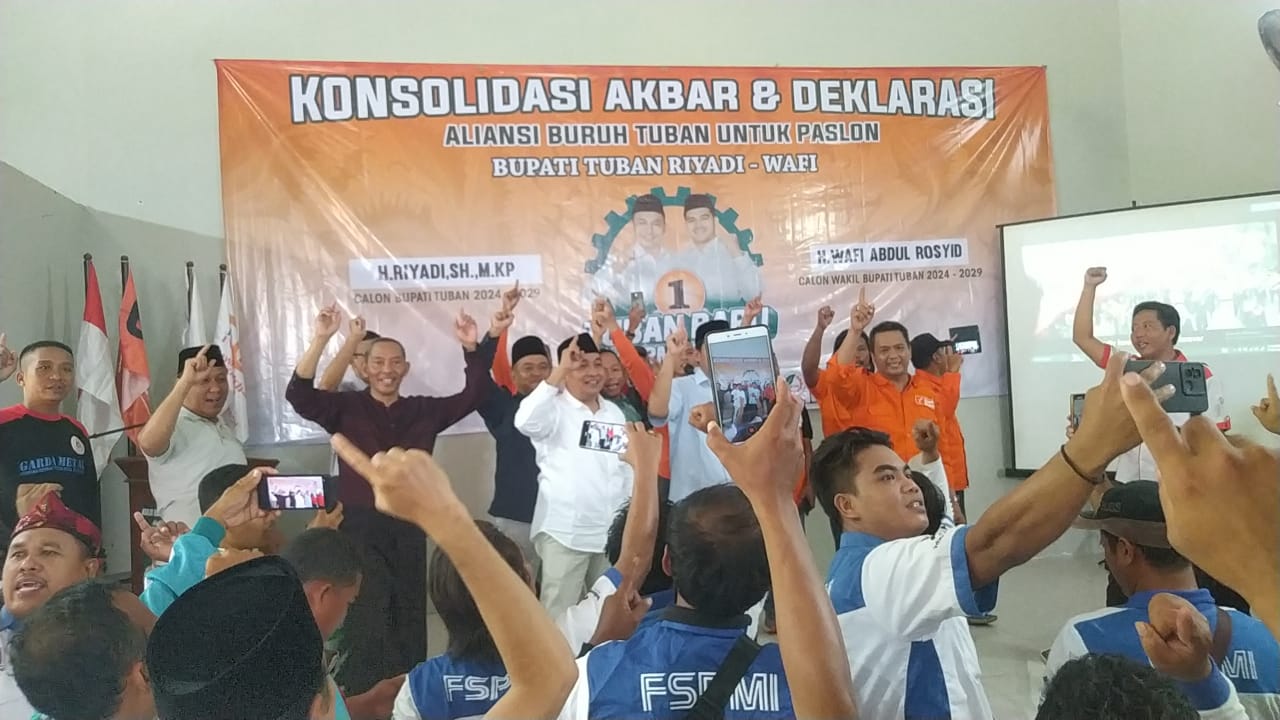 KONSOLIDASI AKBAR & DEKLARASI
ALIANSI BURUH TUBAN UNTUK PASLON
BUPATI TUBAN RIYADI - WAFI
H.RIYADI,SH.,M.KP
CALON BUPATI TUBAN 2024 - 2029
H.WAFI ABDUL ROSYID
CALON WAKIL BUPATI TUBAN 2024 - 2029
1
GARDA METAL
FSP
FSPMI
MI